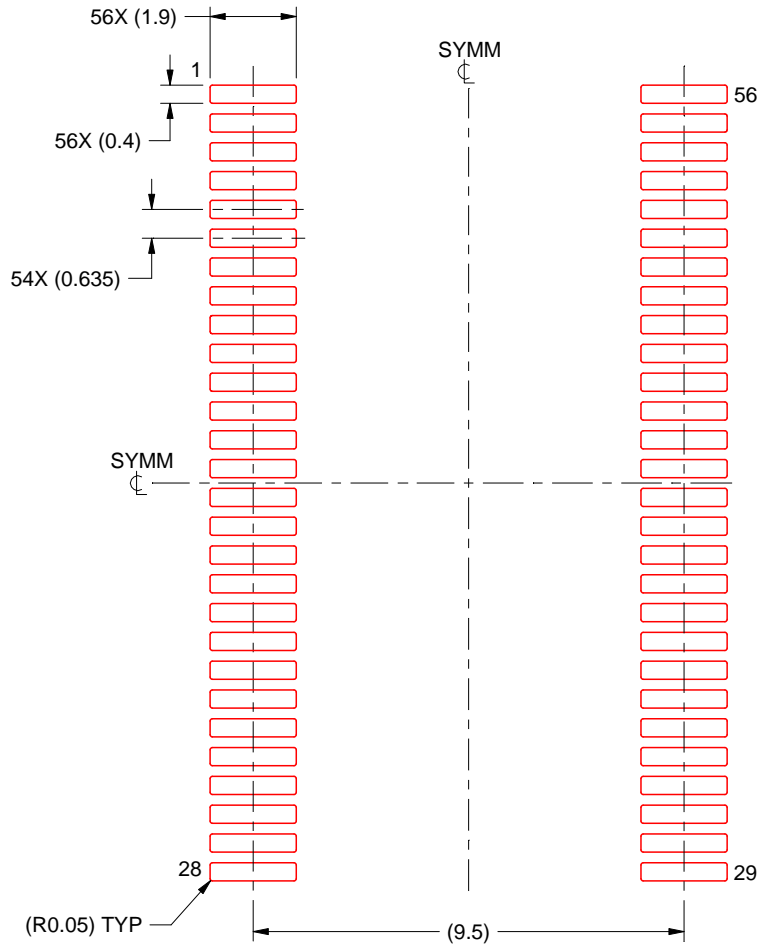 56X (1.9)
SYMM
1
56
56X (0.4)
54X (0.635)
SYMM
28
29
(R0.05) TYP
(9.5)